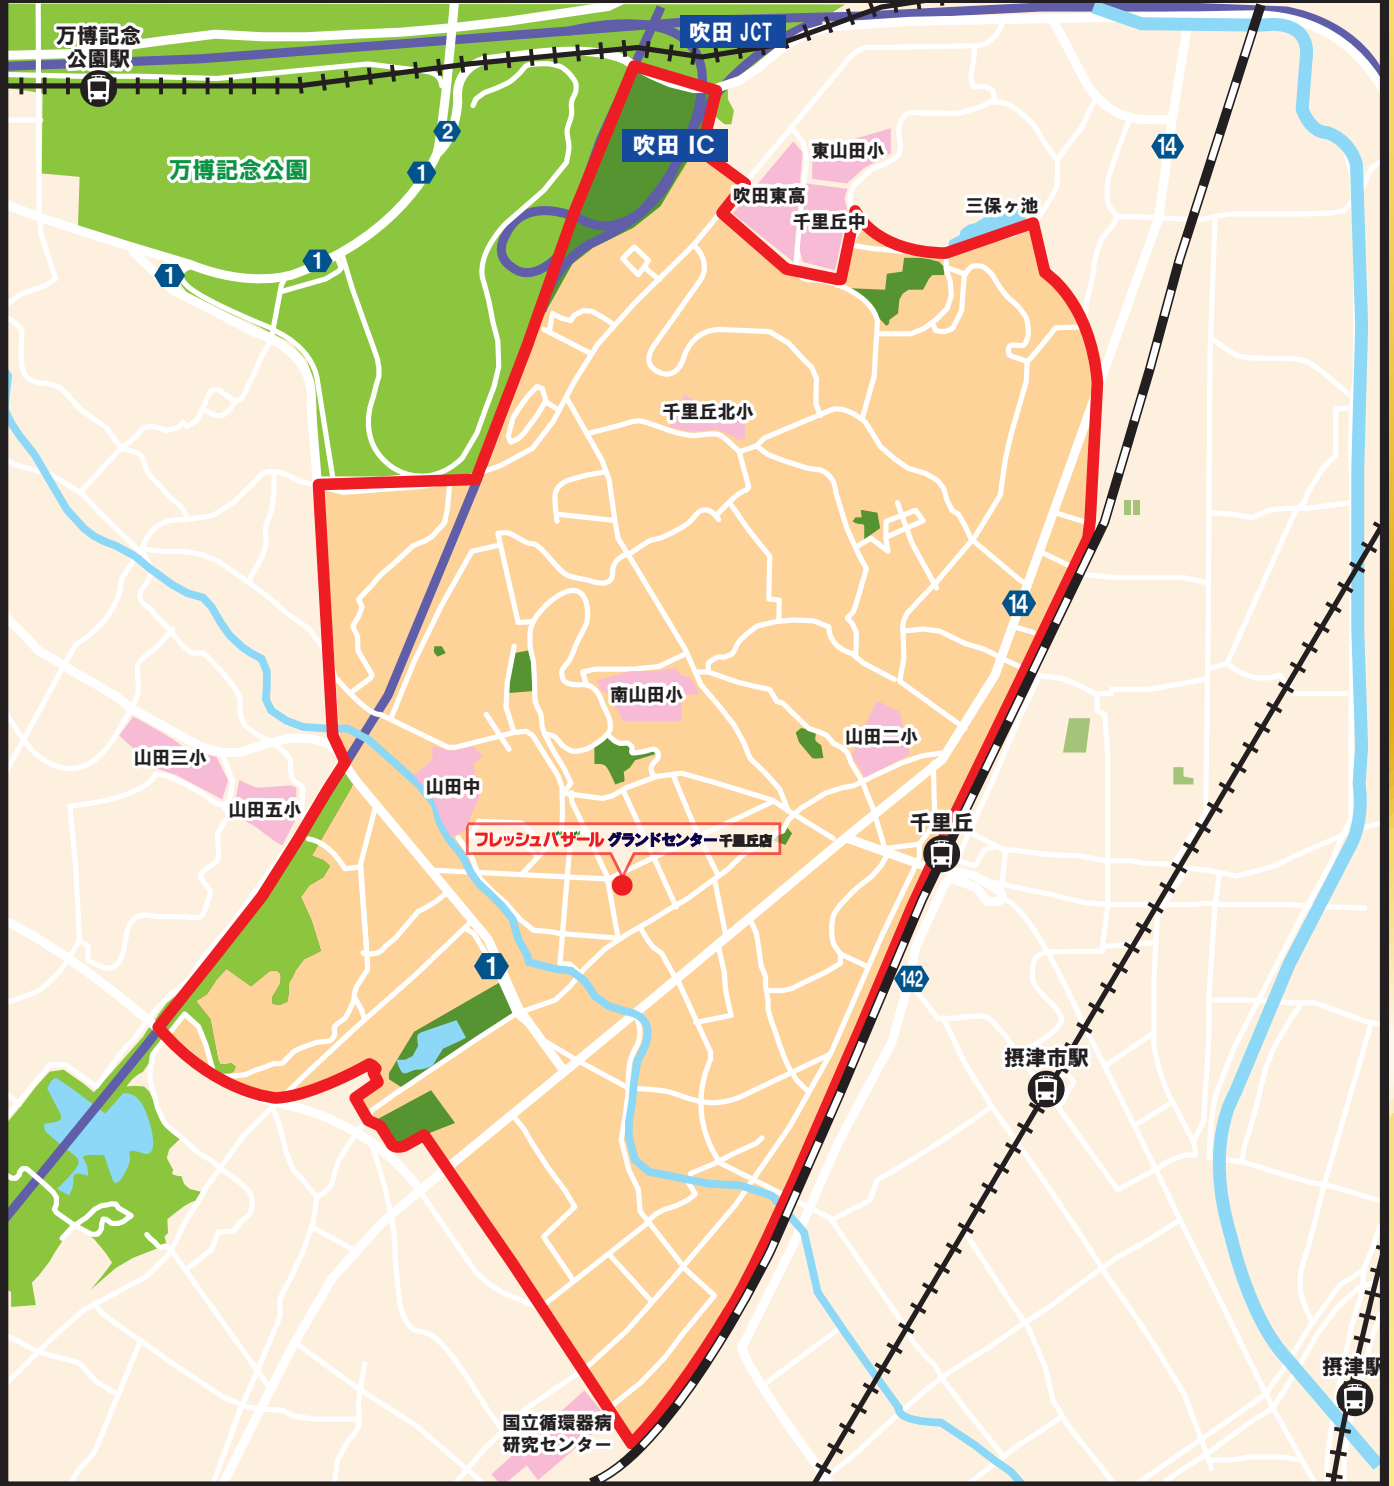 吹田 JCT
万博記念
公園駅
2
吹田 IC
14
東山田小
万博記念公園
1
吹田東高
三保ヶ池
千里丘中
1
1
千里丘北小
14
南山田小
山田二小
山田三小
山田中
山田五小
千里丘
フレッシュバザール グランドセンター千里丘店
1
142
摂津市駅
摂津駅
国立循環器病
研究センター